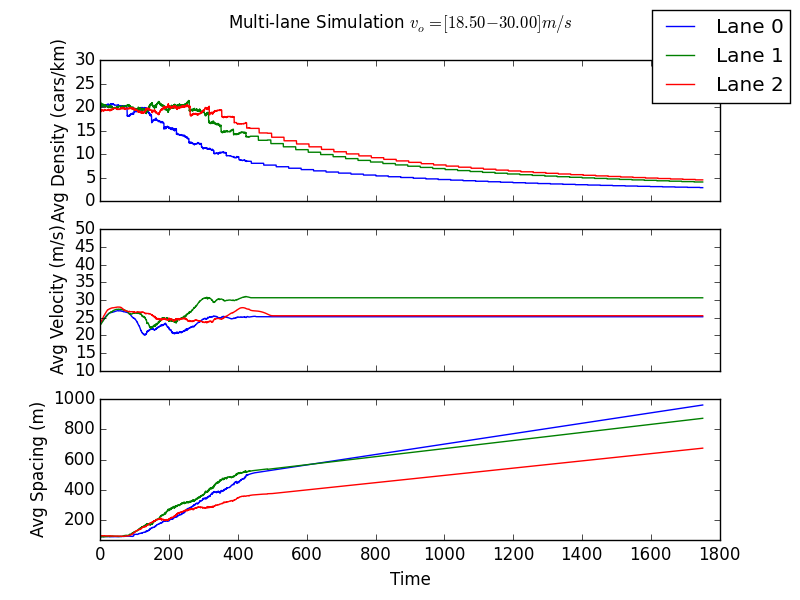 Multi-lane Simulation v_o =[18.50−30.00]m/s
Lane 0
Lane 1
Lane 2
Avg Density (cars/km)
30
25
20
15
10
5
0
Avg Velocity (m/s)
50
45
40
35
30
25
20
15
10
Avg Spacing (m)
1000
800
600
400
200
0 200 400 600 800 1000 1200 1400 1600 1800
Time